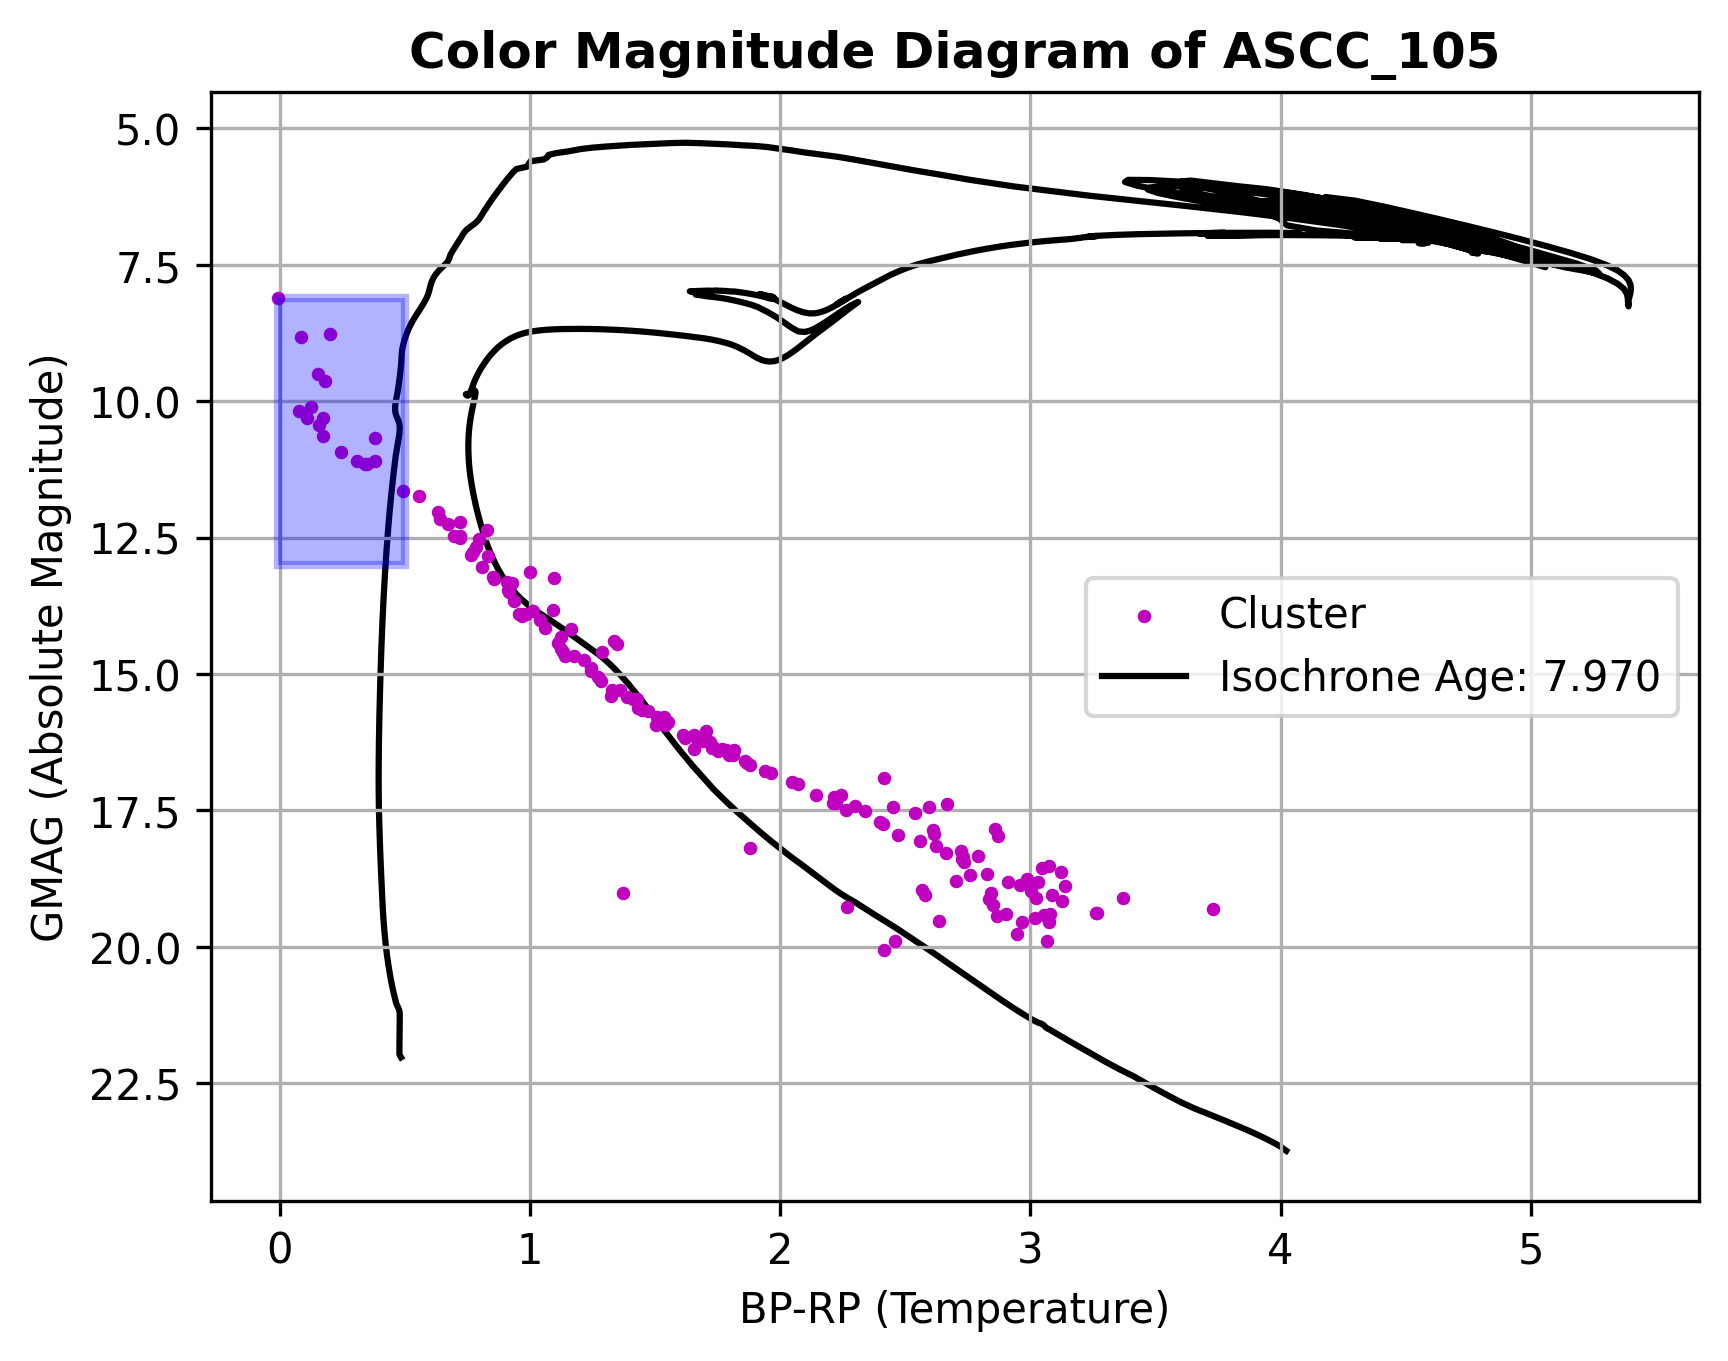 Color Magnitude Diagram of ASCC_105
GMAG (Absolute Magnitude)
5.0
7.5
10.0
12.5
15.0
17.5
20.0
22.5
Cluster
Isochrone Age: 7.970
0 1 2 3 4 5
BP-RP (Temperature)